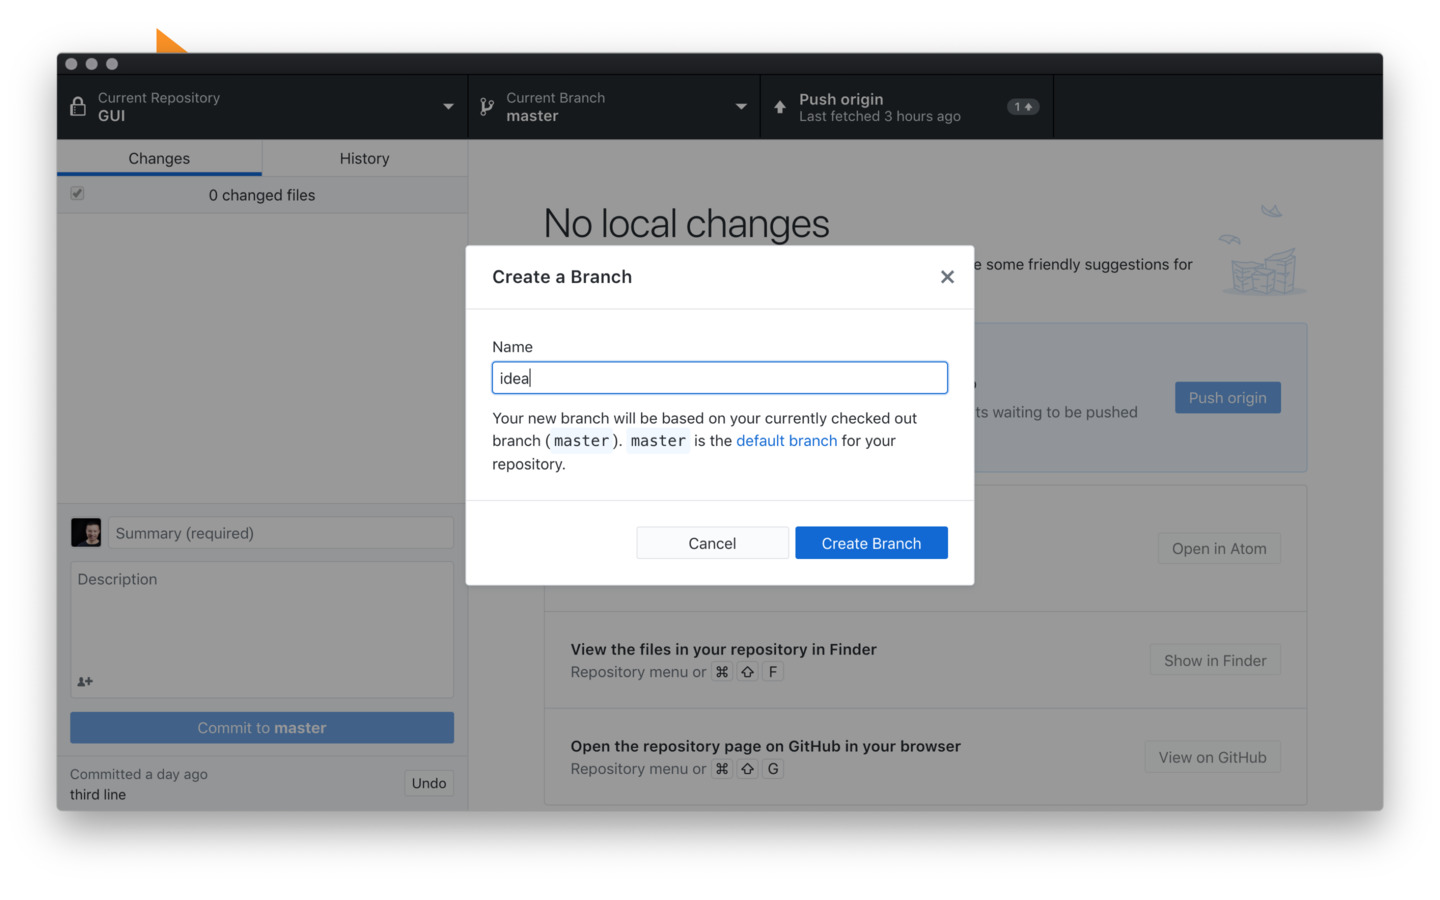 Current Repository
GUI
Current Branch
master
Push origin
Last fetched 3 hours ago
1
Changes
History
0 changed files
No local changes
e some friendly suggestions for
Create a Branch
Name
idea
Your new branch will be based on your currently checked out
branch (master). master is the default branch for your
repository.
Cancel
Create Branch
ts waiting to be pushed
Push origin
Summary (required)
Description
Open in Atom
View the files in your repository in Finder
Repository menu or ⌘ ⇧ F
Show in Finder
Commit to master
Open the repository page on GitHub in your browser
Repository menu or ⌘ ⇧ G
View on GitHub
Committed a day ago
third line
Undo